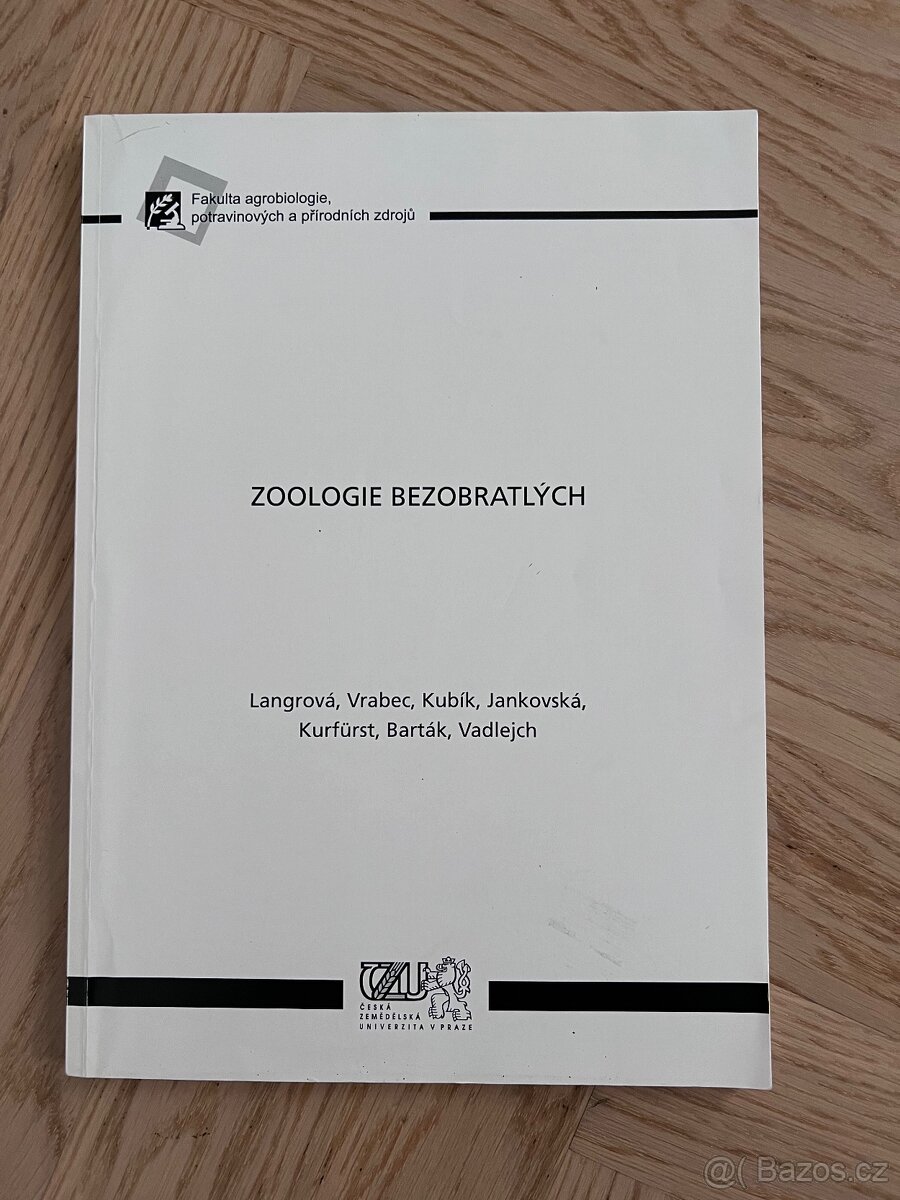 Fakulta agrobiologie,
potravinových a přírodních zdrojů
ZOOLOGIE BEZOBRATLÝCH
Langrová, Vrabec, Kubík, Jankovská,
Kurfürst, Barták, Vadlejch
ČZU
ČESKÁ
ZEMĚDĚLSKÁ
UNIVERZITA V PRAZE
@( Bazos.cz